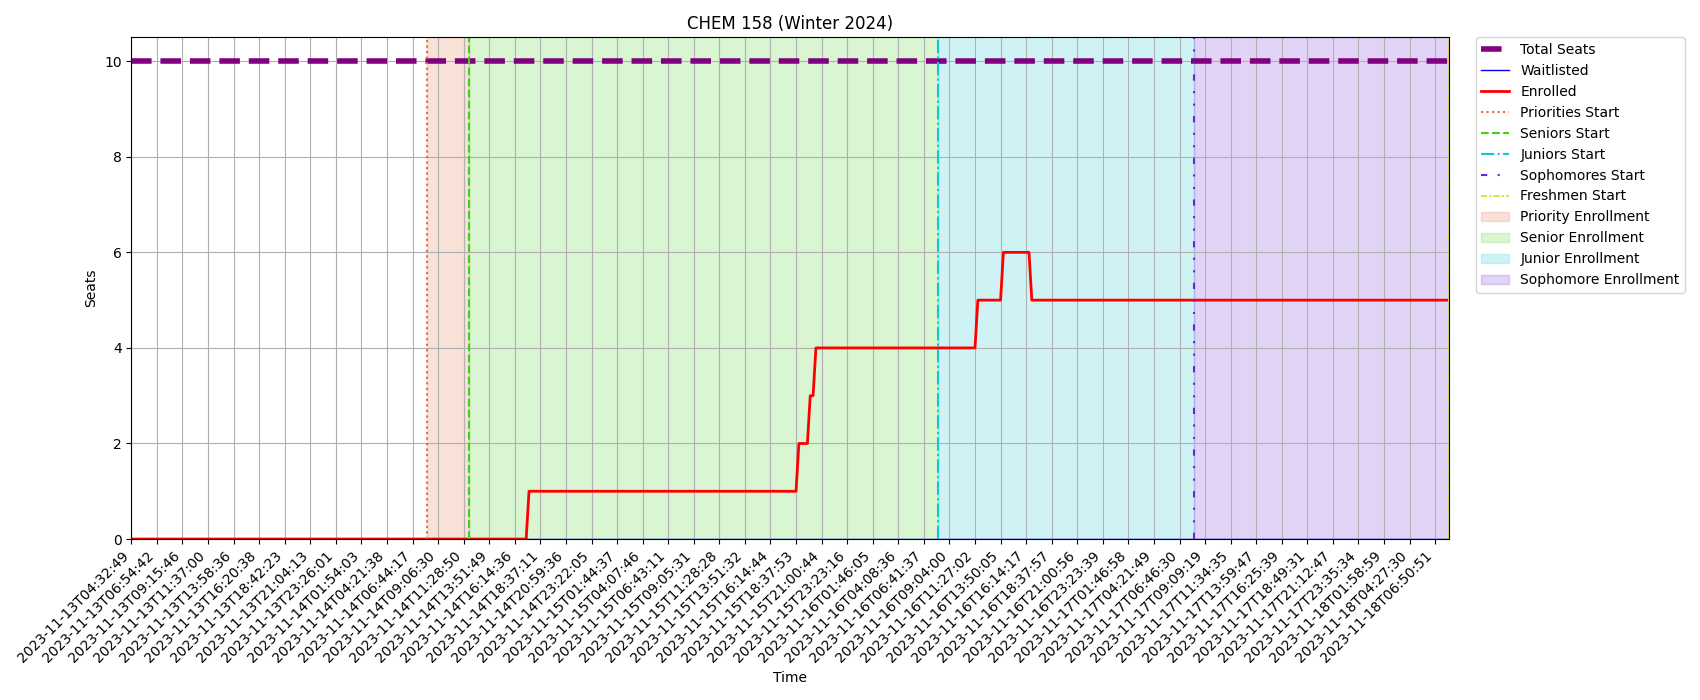 CHEM 158 (Winter 2024)
Seats
10
8
6
4
2
0
2023-11-13T04:32:49
2023-11-13T06:54:42
2023-11-13T09:15:46
2023-11-13T11:37:00
2023-11-13T13:58:36
2023-11-13T16:20:38
2023-11-13T18:42:23
2023-11-13T21:04:13
2023-11-13T23:26:01
2023-11-14T01:54:03
2023-11-14T04:21:38
2023-11-14T06:44:17
2023-11-14T09:06:30
2023-11-14T11:28:50
2023-11-14T13:51:49
2023-11-14T16:14:36
2023-11-14T18:37:11
2023-11-14T20:59:36
2023-11-14T23:22:05
2023-11-15T01:44:37
2023-11-15T04:07:46
2023-11-15T06:43:11
2023-11-15T09:05:31
2023-11-15T11:28:28
2023-11-15T13:51:32
2023-11-15T16:14:44
2023-11-15T18:37:53
2023-11-15T21:00:44
2023-11-15T23:23:16
2023-11-16T01:46:05
2023-11-16T04:08:36
2023-11-16T06:41:37
2023-11-16T09:04:00
2023-11-16T11:27:02
2023-11-16T13:50:05
2023-11-16T16:14:17
2023-11-16T18:37:57
2023-11-16T21:00:56
2023-11-16T23:23:39
2023-11-17T01:46:58
2023-11-17T04:21:49
2023-11-17T06:46:30
2023-11-17T09:09:19
2023-11-17T11:34:35
2023-11-17T13:59:47
2023-11-17T16:25:39
2023-11-17T18:49:31
2023-11-17T21:12:47
2023-11-17T23:35:34
2023-11-18T01:58:59
2023-11-18T04:27:30
2023-11-18T06:50:51
Time
Total Seats
Waitlisted
Enrolled
Priorities Start
Seniors Start
Juniors Start
Sophomores Start
Freshmen Start
Priority Enrollment
Senior Enrollment
Junior Enrollment
Sophomore Enrollment